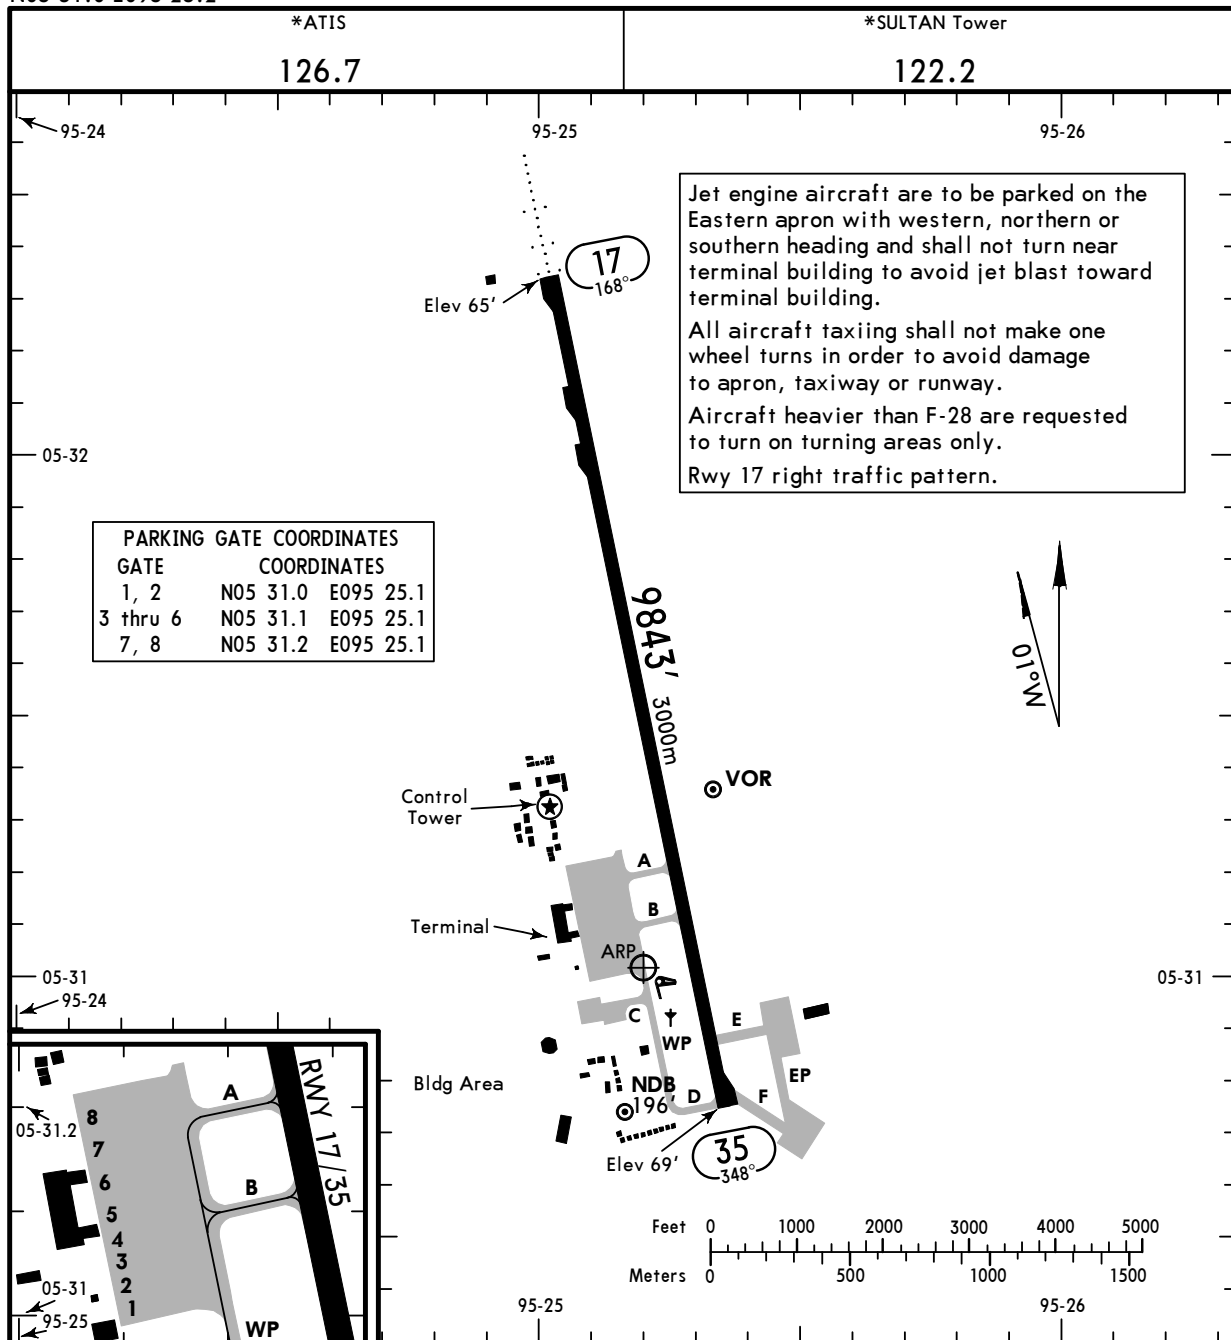 *ATIS
126.7
*SULTAN Tower
122.2
95-24
95-25
95-26
Jet engine aircraft are to be parked on the
Eastern apron with western, northern or
southern heading and shall not turn near
terminal building to avoid jet blast toward
terminal building.
All aircraft taxiing shall not make one
wheel turns in order to avoid damage
to apron, taxiway or runway.
Aircraft heavier than F-28 are requested
to turn on turning areas only.
Rwy 17 right traffic pattern.
17
168°
Elev 65'
05-32
PARKING GATE COORDINATES
GATE COORDINATES
1, 2 N05 31.0 E095 25.1
3 thru 6 N05 31.1 E095 25.1
7, 8 N05 31.2 E095 25.1
9843'
3000m
01°W
VOR
Control
Tower
A
B
Terminal
ARP
05-31
05-31
95-24
C
WP
E
EP
Bldg Area
NDB
196'
D
F
Elev 69'
35
348°
RWY 17/35
A
B
8
7
6
5
4
3
2
1
05-31.2
05-31
95-25
WP
Feet 0 1000 2000 3000 4000 5000
Meters 0 500 1000 1500
95-25
95-26